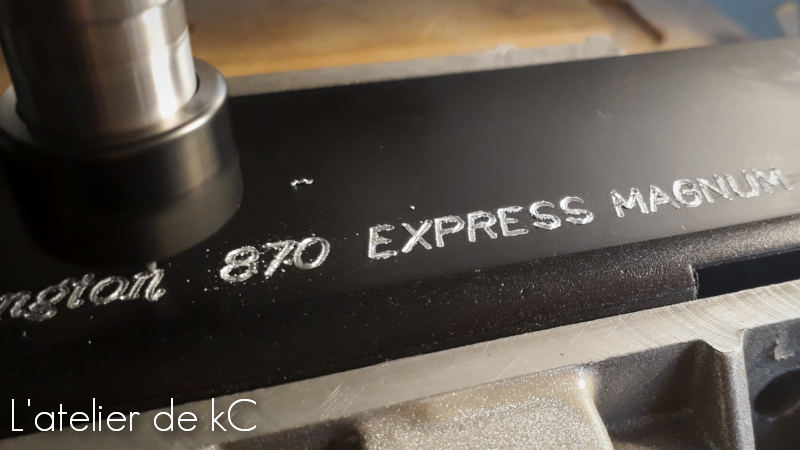 ngton 870 EXPRESS MAGNUM
L'atelier de kC